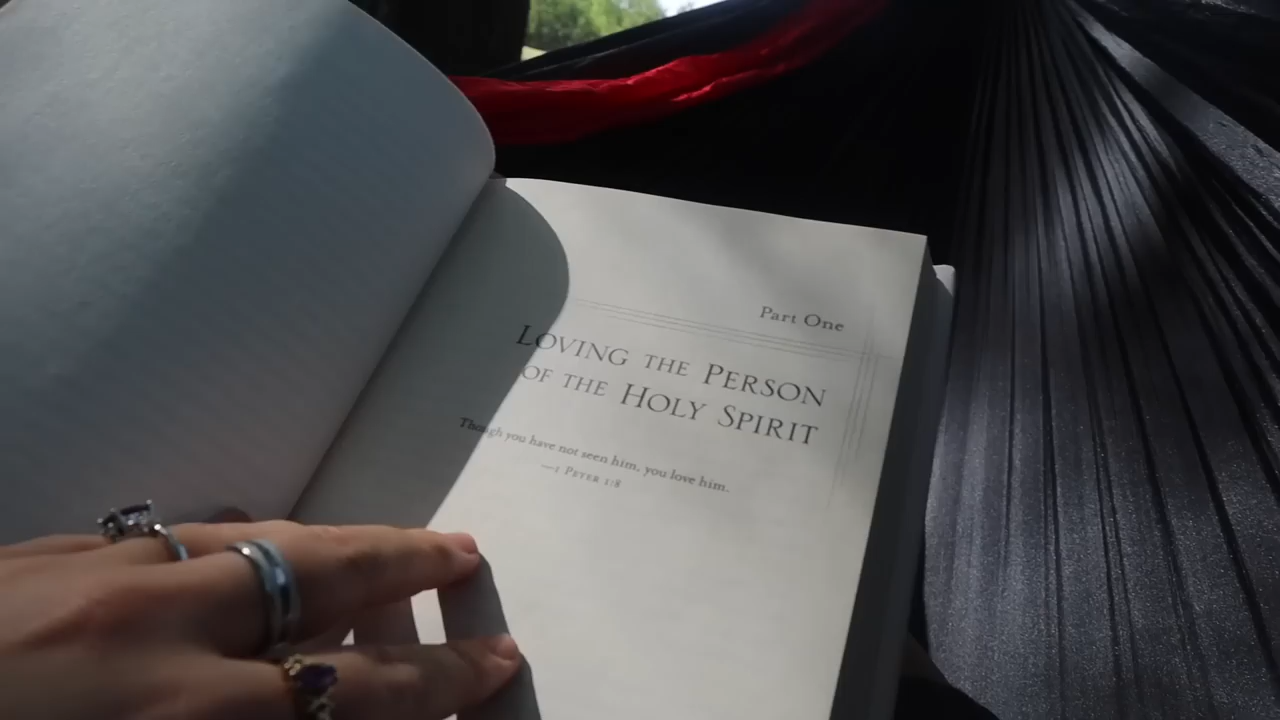 Part One
LOVING THE PERSON
OF THE HOLY SPIRIT
Though you have not seen him, you love him.
—1 PETER 1:8